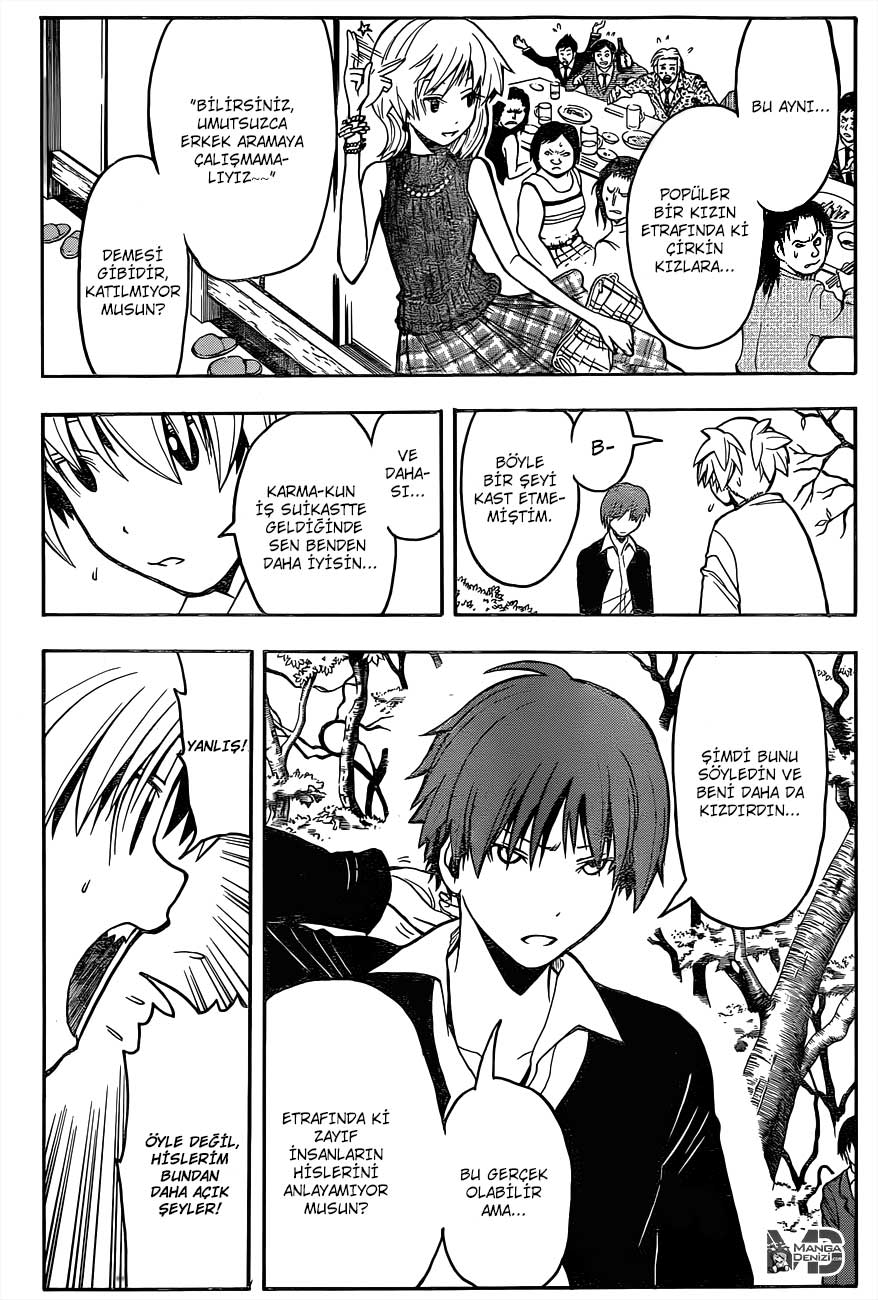 BU AYNI...
POPÜLER
BİR KIZIN
ETRAFINDA Kİ
ÇİRKİN
KIZLARA...
"BİLİRSİNİZ,
UMUTSUZCA
ERKEK ARAMAYA
ÇALIŞMAMA-
LIYIZ~~"
DEMESİ
GİBİDİR,
KATILMIYOR
MUSUN?
B-
BÖYLE
BİR ŞEYİ
KAST ETME-
MİŞTİM.
VE
DAHA-
SI...
KARMA-KUN
İŞ SUİKASTTE
GELDİĞİNDE
SEN BENDEN
DAHA İYİSİN...
ŞİMDİ BUNU
SÖYLEDİN VE
BENİ DAHA DA
KIZDIRDIN...
BU GERÇEK
OLABİLİR
AMA...
ETRAFINDA Kİ
ZAYIF
İNSANLARIN
HİSLERİNİ
ANLAYAMIYOR
MUSUN?
YANLIŞ!
ÖYLE DEĞİL,
HİSLERİM
BUNDAN
DAHA AÇIK
ŞEYLER!
MD
MANGA
DENİZİ